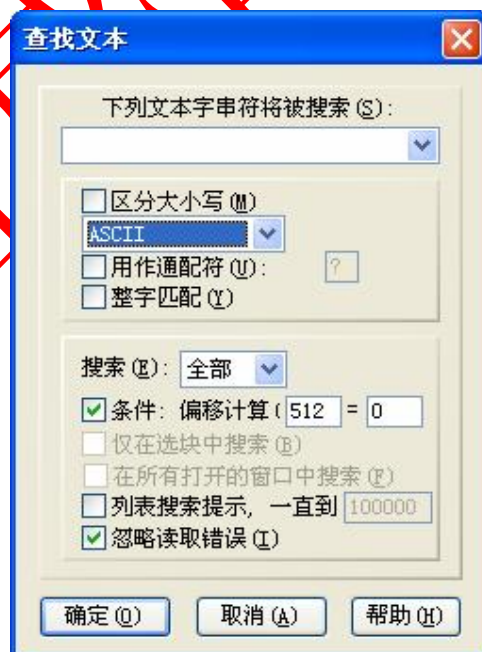 查找文本
下列文本字串符将被搜索(S):
区分大小写(M)
ASCII
用作通配符(U): ?
整字匹配(Y)
搜索(E): 全部
条件: 偏移计算( 512 = 0
仅在选块中搜索(B)
在所有打开的窗口中搜索(F)
列表搜索提示, 一直到 100000
忽略读取错误(I)
确定(O) 取消(A) 帮助(H)